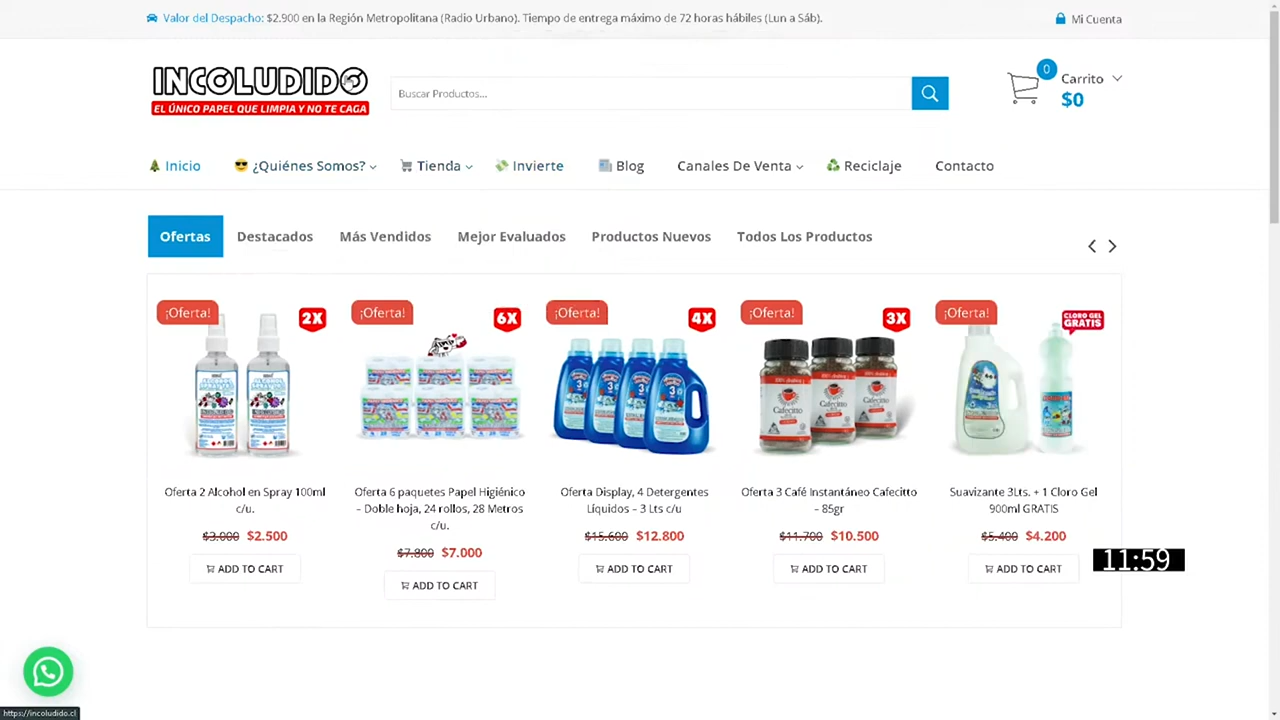 Valor del Despacho: $2.900 en la Región Metropolitana (Radio Urbano). Tiempo de entrega máximo de 72 horas hábiles (Lun a Sáb).
Mi Cuenta
INCOLUDIDO
EL ÚNICO PAPEL QUE LIMPIA Y NO TE CAGA
Buscar Productos...
0
Carrito
$0
Inicio
¿Quiénes Somos?
Tienda
Invierte
Blog
Canales De Venta
Reciclaje
Contacto
Ofertas
Destacados
Más Vendidos
Mejor Evaluados
Productos Nuevos
Todos Los Productos
¡Oferta!
2X
Oferta 2 Alcohol en Spray 100ml
c/u.
$3.000 $2.500
ADD TO CART
¡Oferta!
6X
Oferta 6 paquetes Papel Higiénico
– Doble hoja, 24 rollos, 28 Metros
c/u.
$7.800 $7.000
ADD TO CART
¡Oferta!
4X
Oferta Display, 4 Detergentes
Líquidos – 3 Lts c/u
$15.600 $12.800
ADD TO CART
¡Oferta!
3X
Cafecitto
Oferta 3 Café Instantáneo Cafecitto
– 85gr
$11.700 $10.500
ADD TO CART
¡Oferta!
CLORO GEL
GRATIS
Suavizante 3Lts. + 1 Cloro Gel
900ml GRATIS
$5.400 $4.200
ADD TO CART
11:59
https://incoludido.cl